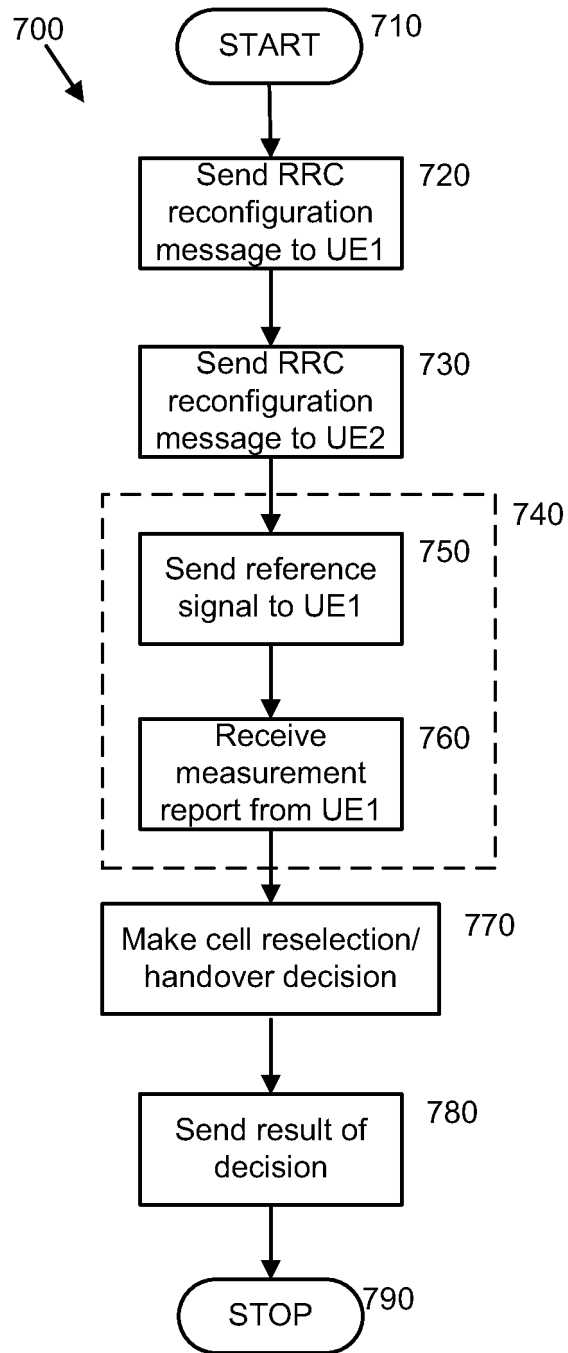 700
START
710
Send RRC
reconfiguration
message to UE1
720
Send RRC
reconfiguration
message to UE2
730
740
Send reference
signal to UE1
750
Receive
measurement
report from UE1
760
Make cell reselection/
handover decision
770
Send result of
decision
780
STOP
790